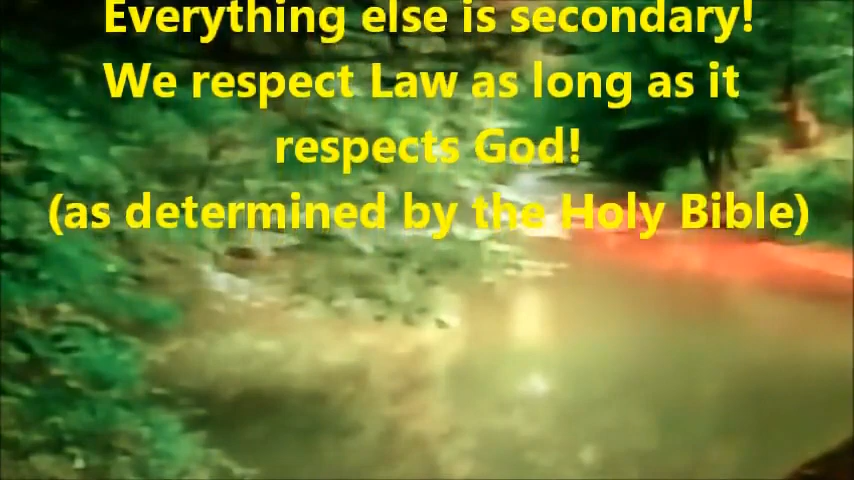 Everything else is secondary!
We respect Law as long as it
respects God!
(as determined by the Holy Bible)